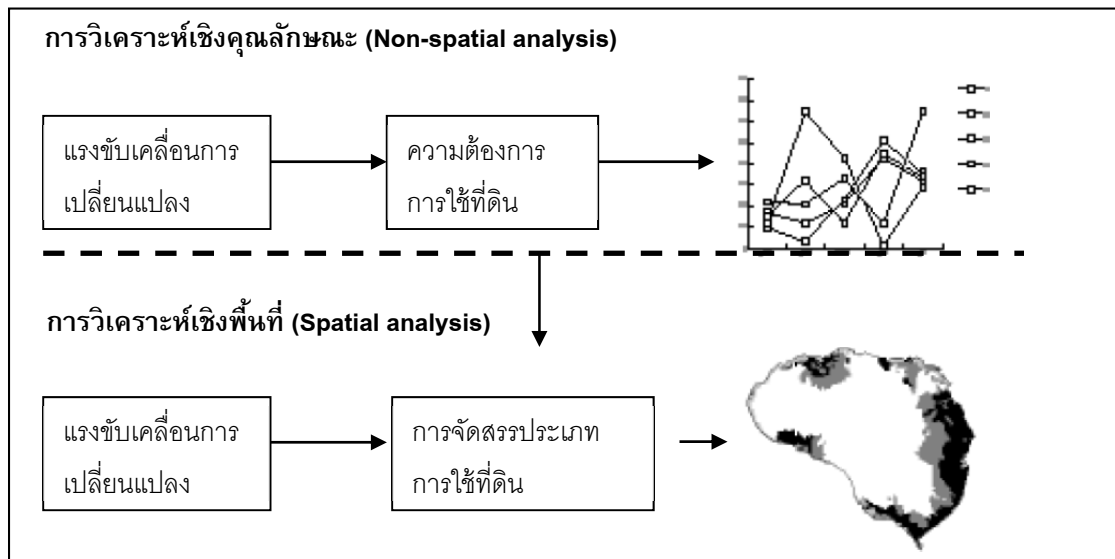 การวิเคราะห์เชิงคุณลักษณะ (Non-spatial analysis)
แรงขับเคลื่อนการ
เปลี่ยนแปลง
ความต้องการ
การใช้ที่ดิน
การวิเคราะห์เชิงพื้นที่ (Spatial analysis)
แรงขับเคลื่อนการ
เปลี่ยนแปลง
การจัดสรรประเภท
การใช้ที่ดิน